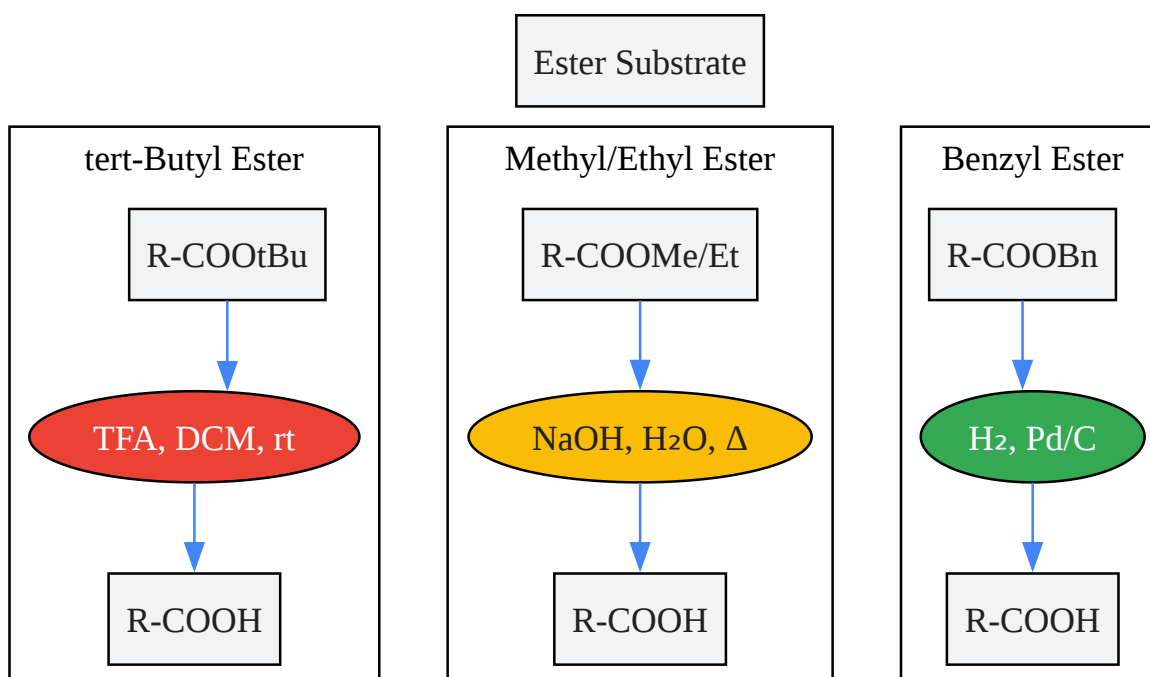 Ester Substrate
tert-Butyl Ester
R-COOtBu
TFA, DCM, rt
R-COOH
Methyl/Ethyl Ester
R-COOMe/Et
NaOH, H₂O, Δ
R-COOH
Benzyl Ester
R-COOBn
H₂, Pd/C
R-COOH